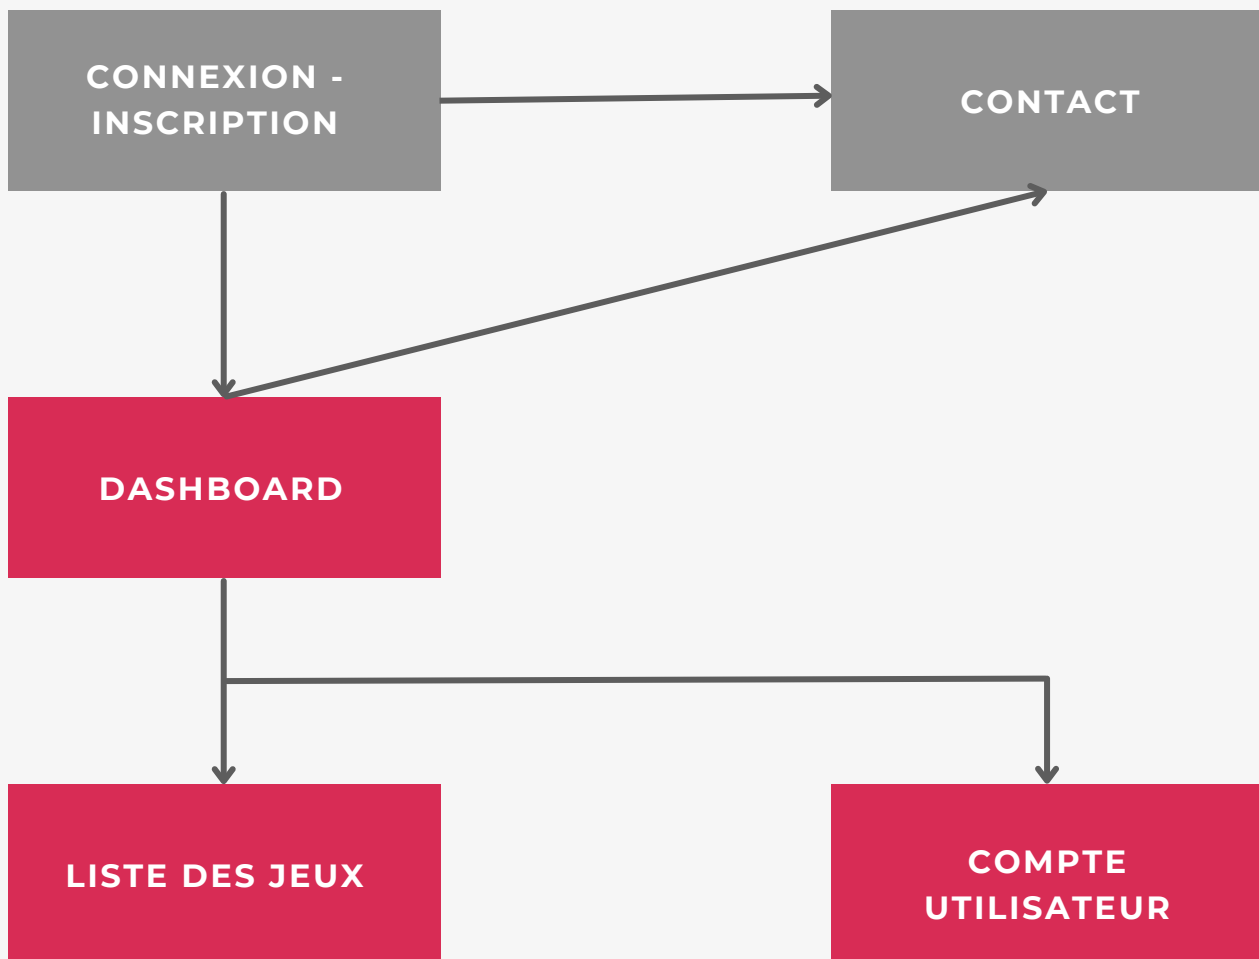 CONNEXION -
INSCRIPTION
CONTACT
DASHBOARD
LISTE DES JEUX
COMPTE
UTILISATEUR